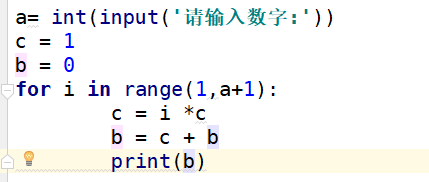 a= int(input('请输入数字:'))
c = 1
b = 0
for i in range(1,a+1):
        c = i *c
        b = c + b
        print(b)